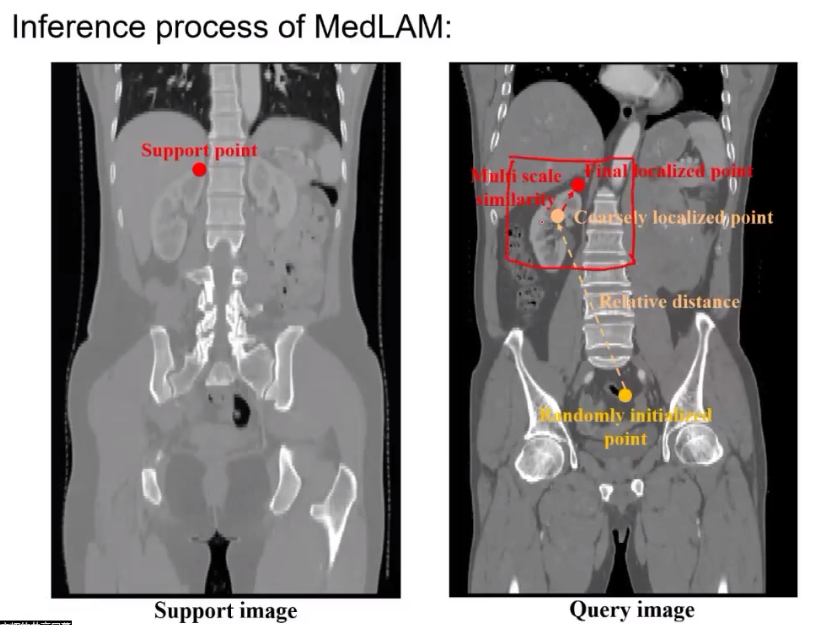 Inference process of MedLAM:
Support point
Multi scale
similarity
Final localized point
Coarsely localized point
Relative distance
Randomly initialized
point
Support image
Query image